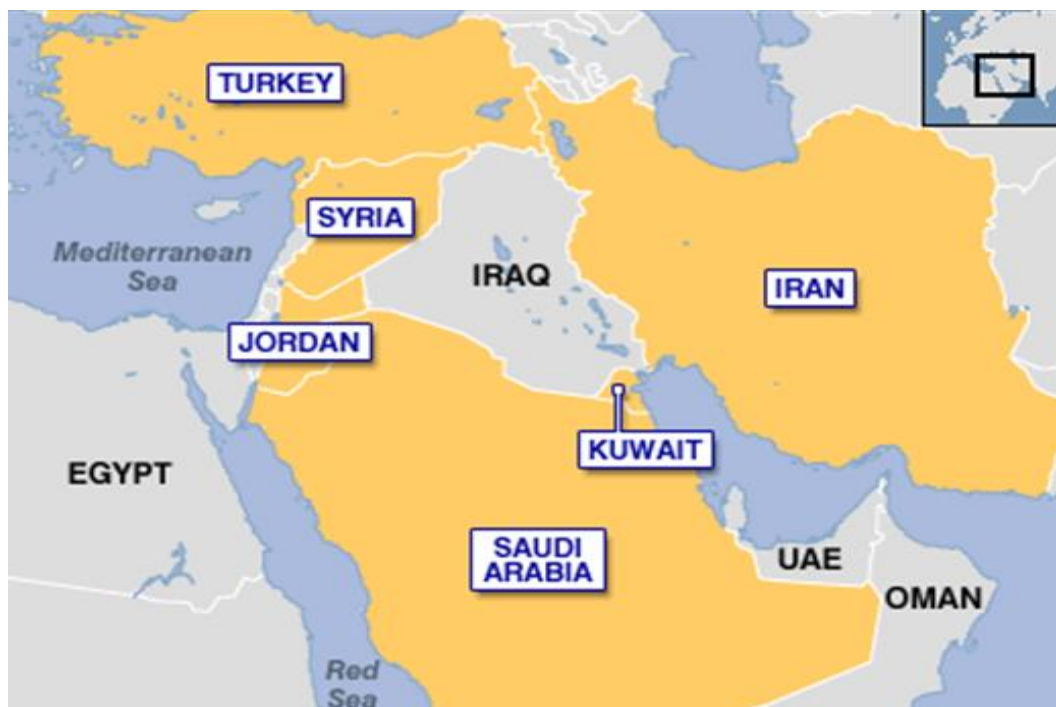 TURKEY
SYRIA
Mediterranean
Sea
IRAQ
IRAN
JORDAN
KUWAIT
EGYPT
SAUDI
ARABIA
UAE
OMAN
Red
Sea